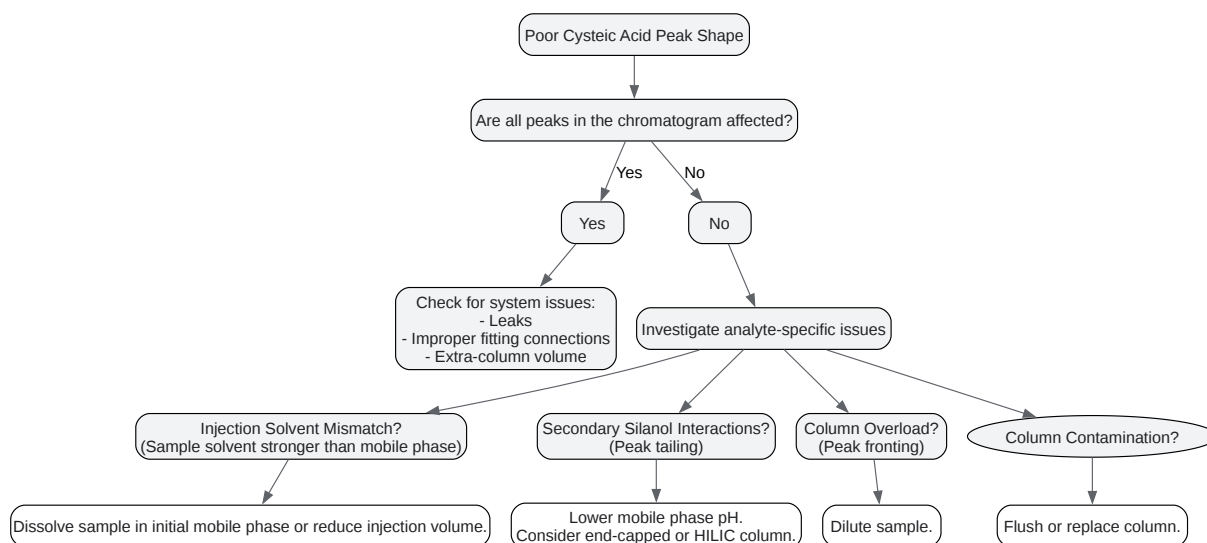 Poor Cysteic Acid Peak Shape
Are all peaks in the chromatogram affected?
Yes
No
Yes
No
Check for system issues:
- Leaks
- Improper fitting connections
- Extra-column volume
Investigate analyte-specific issues
Injection Solvent Mismatch?
(Sample solvent stronger than mobile phase)
Secondary Silanol Interactions?
(Peak tailing)
Column Overload?
(Peak fronting)
Column Contamination?
Dissolve sample in initial mobile phase or reduce injection volume.
Lower mobile phase pH.
Consider end-capped or HILIC column.
Dilute sample.
Flush or replace column.